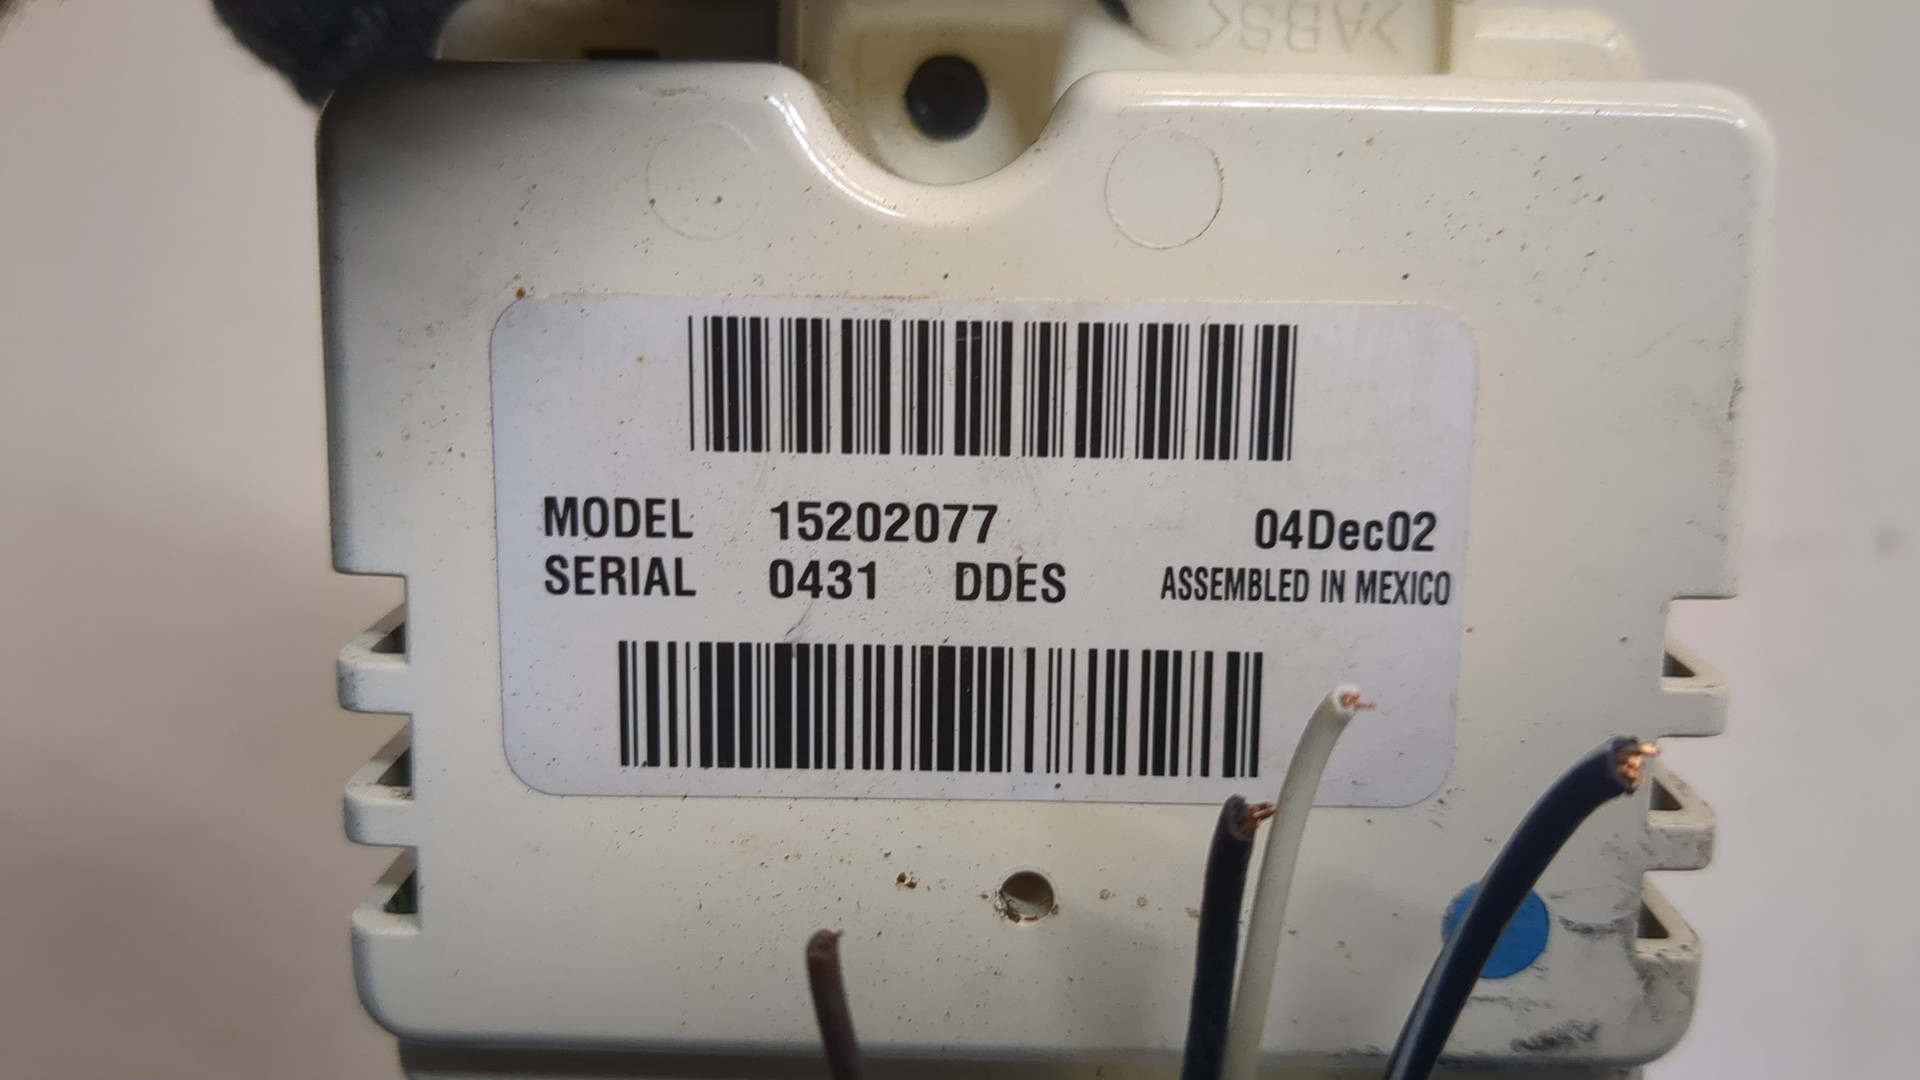 >ABS<
MODEL 15202077 04Dec02
SERIAL 0431 DDES ASSEMBLED IN MEXICO